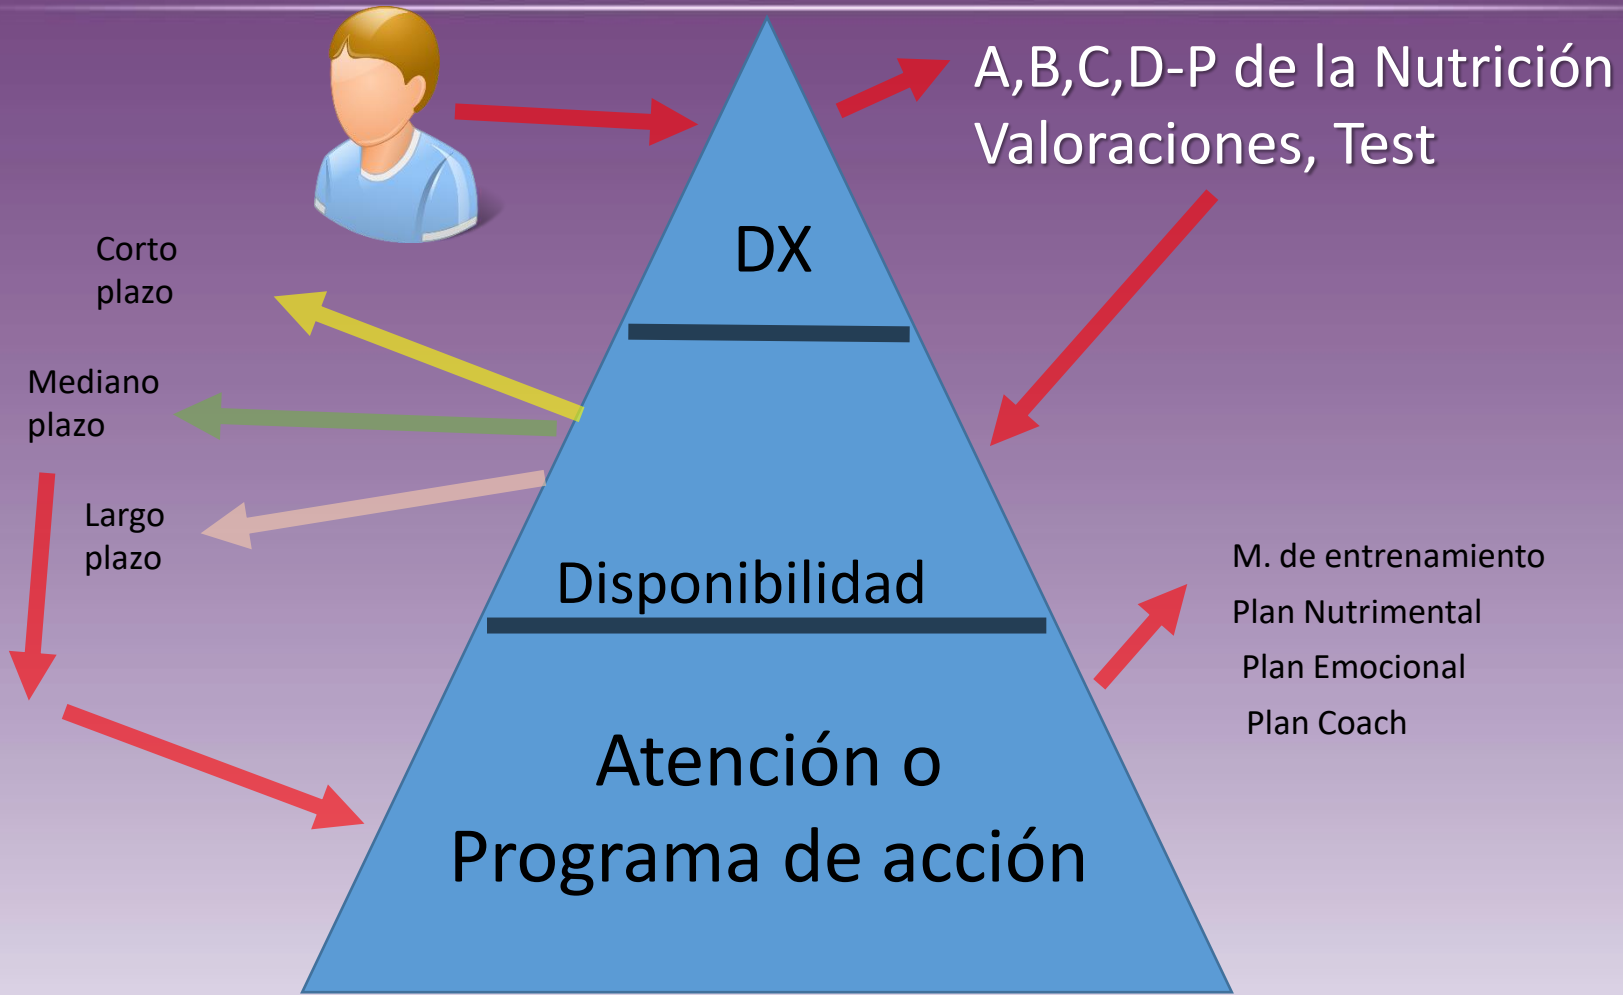 A,B,C,D-P de la Nutrición
Valoraciones, Test
DX
Corto
plazo
Mediano
plazo
Largo
plazo
Disponibilidad
M. de entrenamiento
Plan Nutrimental
Plan Emocional
Plan Coach
Atención o
Programa de acción